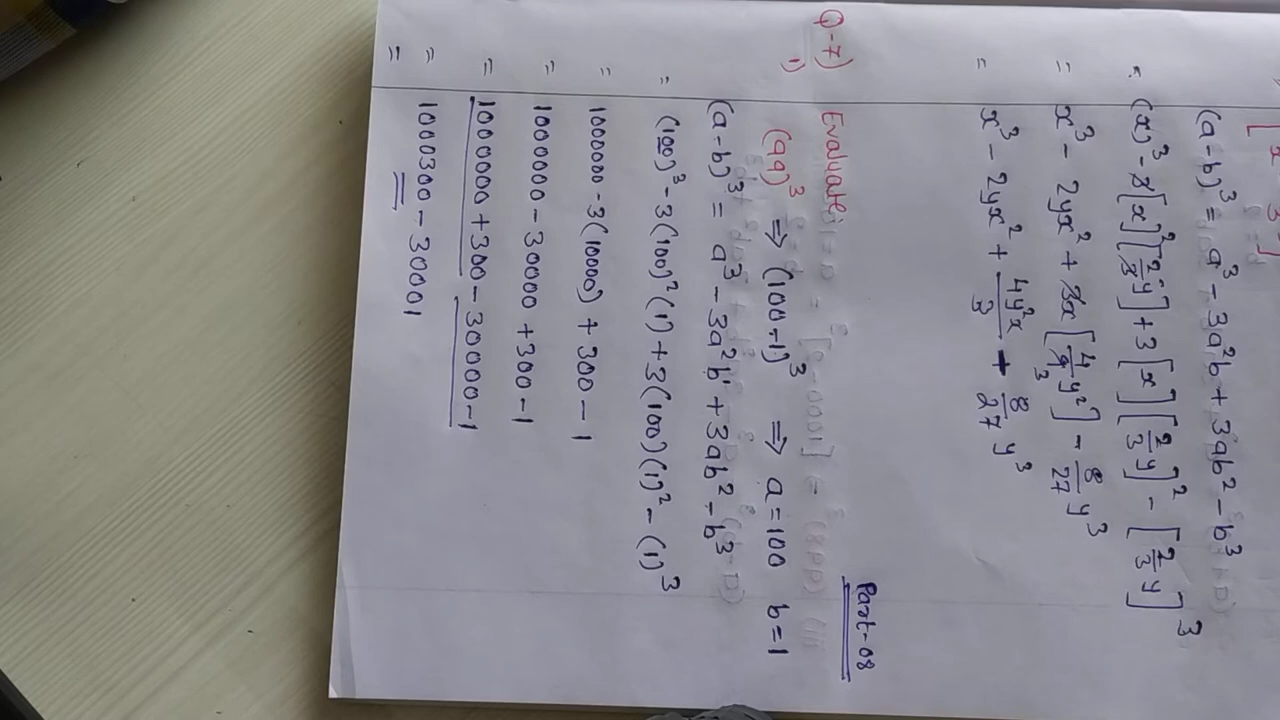 (a-b)³ = a³ - 3a²b + 3ab² - b³
(x)³ - 3[x]²[2/3 y] + 3[x][2/3 y]² - [2/3 y]³
= x³ - 2yx² + 3x[4/9 y²] - 8/27 y³
= x³ - 2yx² + 4y²x/3 - 8/27 y³
Part-08
Q-7) Evaluate:
1) (99)³ ⇒ (100-1)³ ⇒ a=100 b=1
(a-b)³ = a³ - 3a²b + 3ab² - b³
= (100)³ - 3(100)²(1) + 3(100)(1)² - (1)³
= 1000000 - 3(10000) + 300 - 1
= 1000000 - 30000 + 300 - 1
= 1000000 + 300 - 30000 - 1
= 1000300 - 30001
=